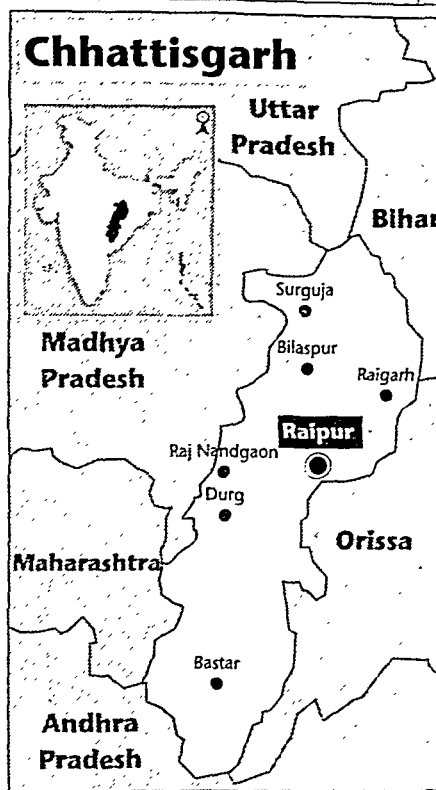 Chhattisgarh
Uttar
Pradesh
Bihar
Surguja
Madhya
Pradesh
Bilaspur
Raigarh
Raipur
Raj Nandgaon
Durg
Maharashtra
Orissa
Bastar
Andhra
Pradesh